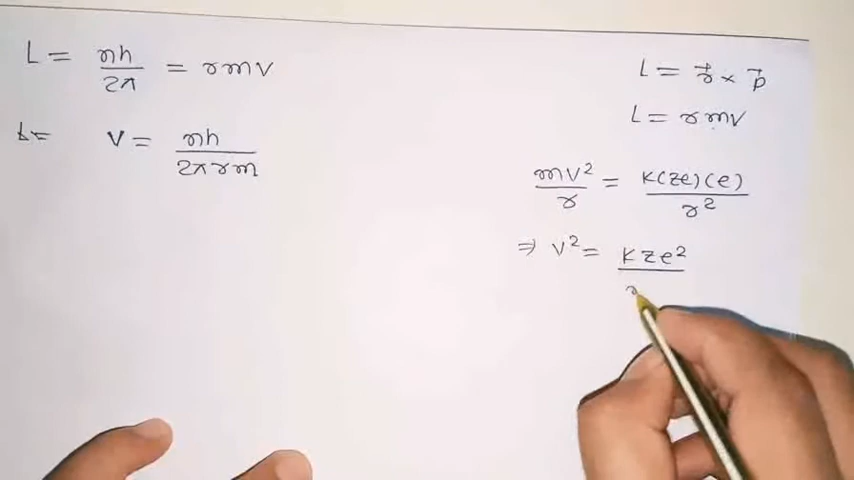 L = nh/2π = rmv
L =
v = nh/2πrm
L = r⃗ × p⃗
L = rmv
mv²/r = K(ze)(e)/r²
⇒ v² = Kze²/